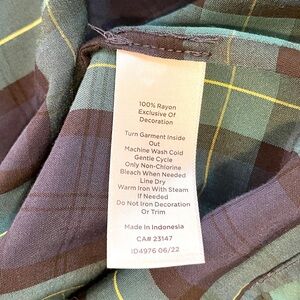 100% Rayon
Exclusive Of
Decoration
Turn Garment Inside
Out
Machine Wash Cold
Gentle Cycle
Only Non-Chlorine
Bleach When Needed
Line Dry
Warm Iron With Steam
If Needed
Do Not Iron Decoration
Or Trim
Made In Indonesia
CA# 23147
ID4976 06/22